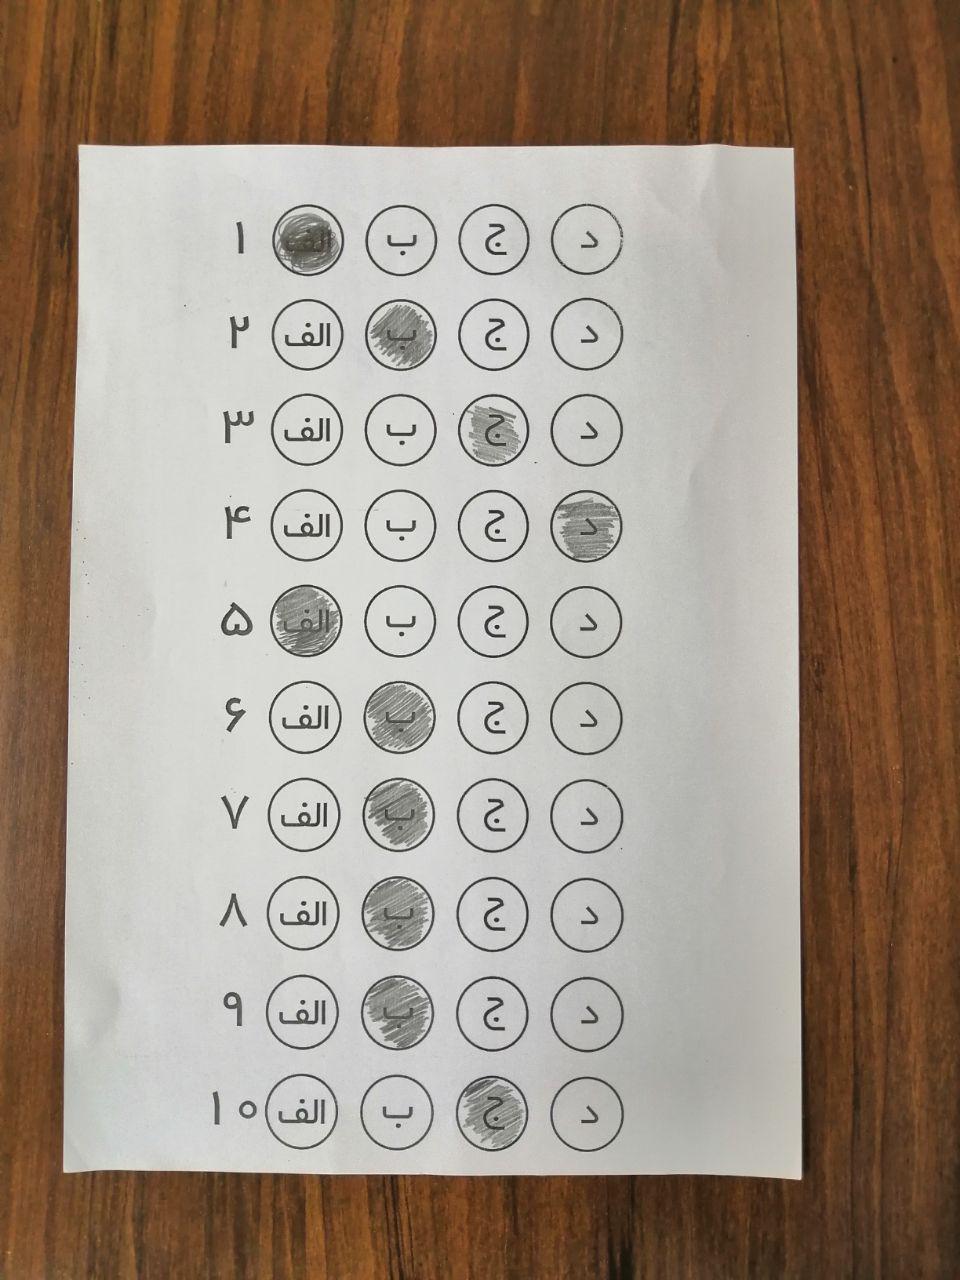 ۱ الف ب ج د
۲ الف ب ج د
۳ الف ب ج د
۴ الف ب ج د
۵ الف ب ج د
۶ الف ب ج د
۷ الف ب ج د
۸ الف ب ج د
۹ الف ب ج د
۱۰ الف ب ج د